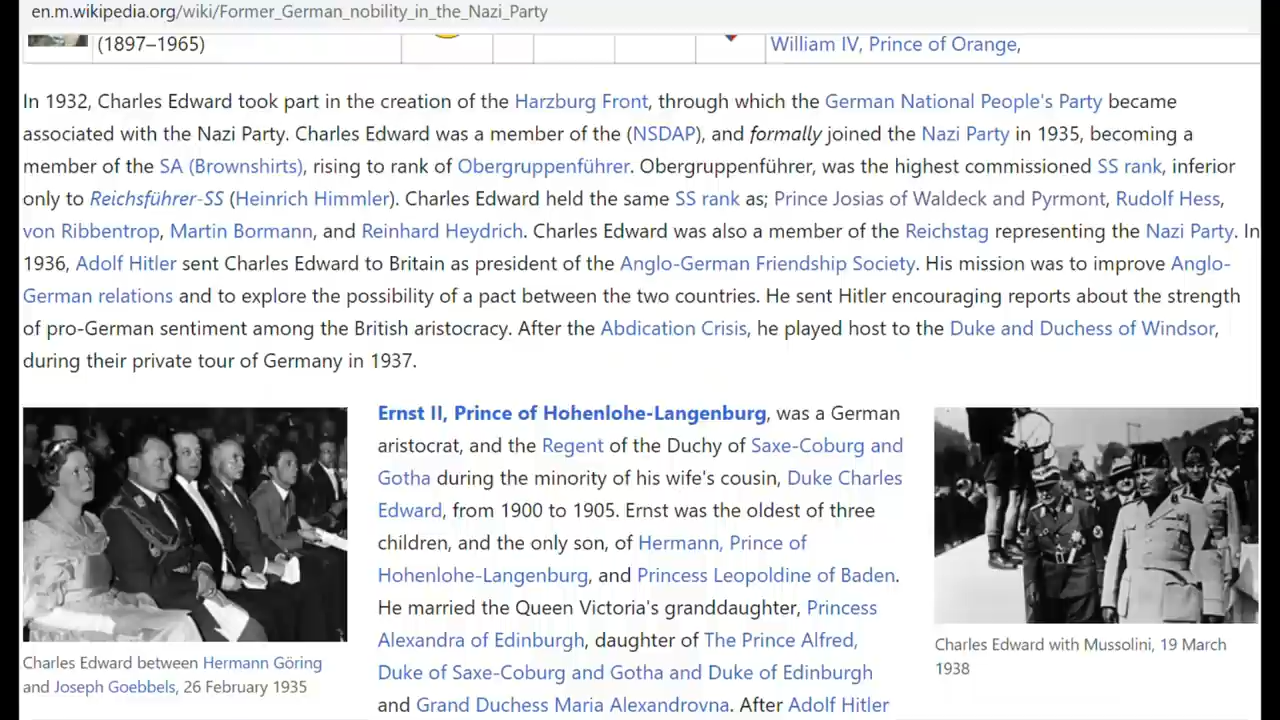 en.m.wikipedia.org/wiki/Former_German_nobility_in_the_Nazi_Party
(1897–1965)
William IV, Prince of Orange,
In 1932, Charles Edward took part in the creation of the Harzburg Front, through which the German National People's Party became
associated with the Nazi Party. Charles Edward was a member of the (NSDAP), and formally joined the Nazi Party in 1935, becoming a
member of the SA (Brownshirts), rising to rank of Obergruppenführer. Obergruppenführer, was the highest commissioned SS rank, inferior
only to Reichsführer-SS (Heinrich Himmler). Charles Edward held the same SS rank as; Prince Josias of Waldeck and Pyrmont, Rudolf Hess,
von Ribbentrop, Martin Bormann, and Reinhard Heydrich. Charles Edward was also a member of the Reichstag representing the Nazi Party. In
1936, Adolf Hitler sent Charles Edward to Britain as president of the Anglo-German Friendship Society. His mission was to improve Anglo-
German relations and to explore the possibility of a pact between the two countries. He sent Hitler encouraging reports about the strength
of pro-German sentiment among the British aristocracy. After the Abdication Crisis, he played host to the Duke and Duchess of Windsor,
during their private tour of Germany in 1937.
Ernst II, Prince of Hohenlohe-Langenburg, was a German
aristocrat, and the Regent of the Duchy of Saxe-Coburg and
Gotha during the minority of his wife's cousin, Duke Charles
Edward, from 1900 to 1905. Ernst was the oldest of three
children, and the only son, of Hermann, Prince of
Hohenlohe-Langenburg, and Princess Leopoldine of Baden.
He married the Queen Victoria's granddaughter, Princess
Alexandra of Edinburgh, daughter of The Prince Alfred,
Duke of Saxe-Coburg and Gotha and Duke of Edinburgh
and Grand Duchess Maria Alexandrovna. After Adolf Hitler
Charles Edward between Hermann Göring
and Joseph Goebbels, 26 February 1935
Charles Edward with Mussolini, 19 March
1938